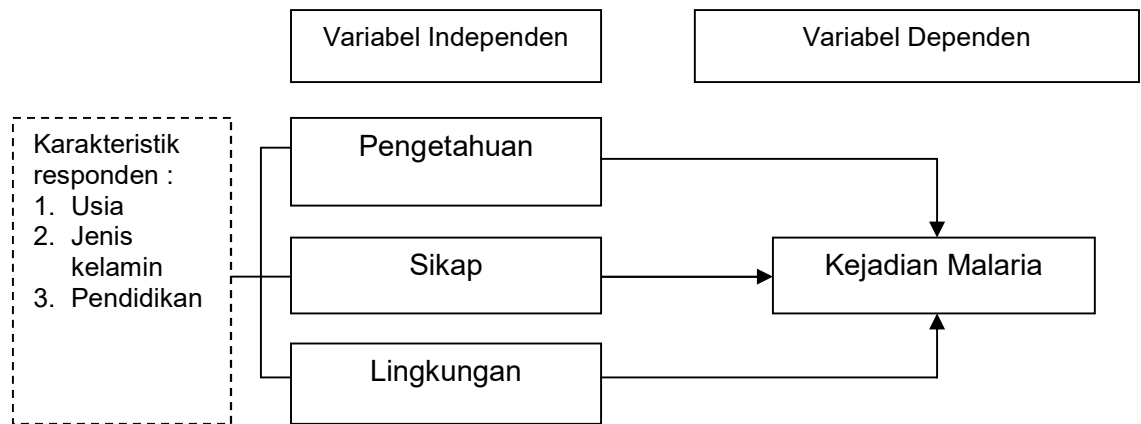 Variabel Independen
Variabel Dependen
Karakteristik
responden :
1. Usia
2. Jenis
kelamin
3. Pendidikan
Pengetahuan
Sikap
Lingkungan
Kejadian Malaria